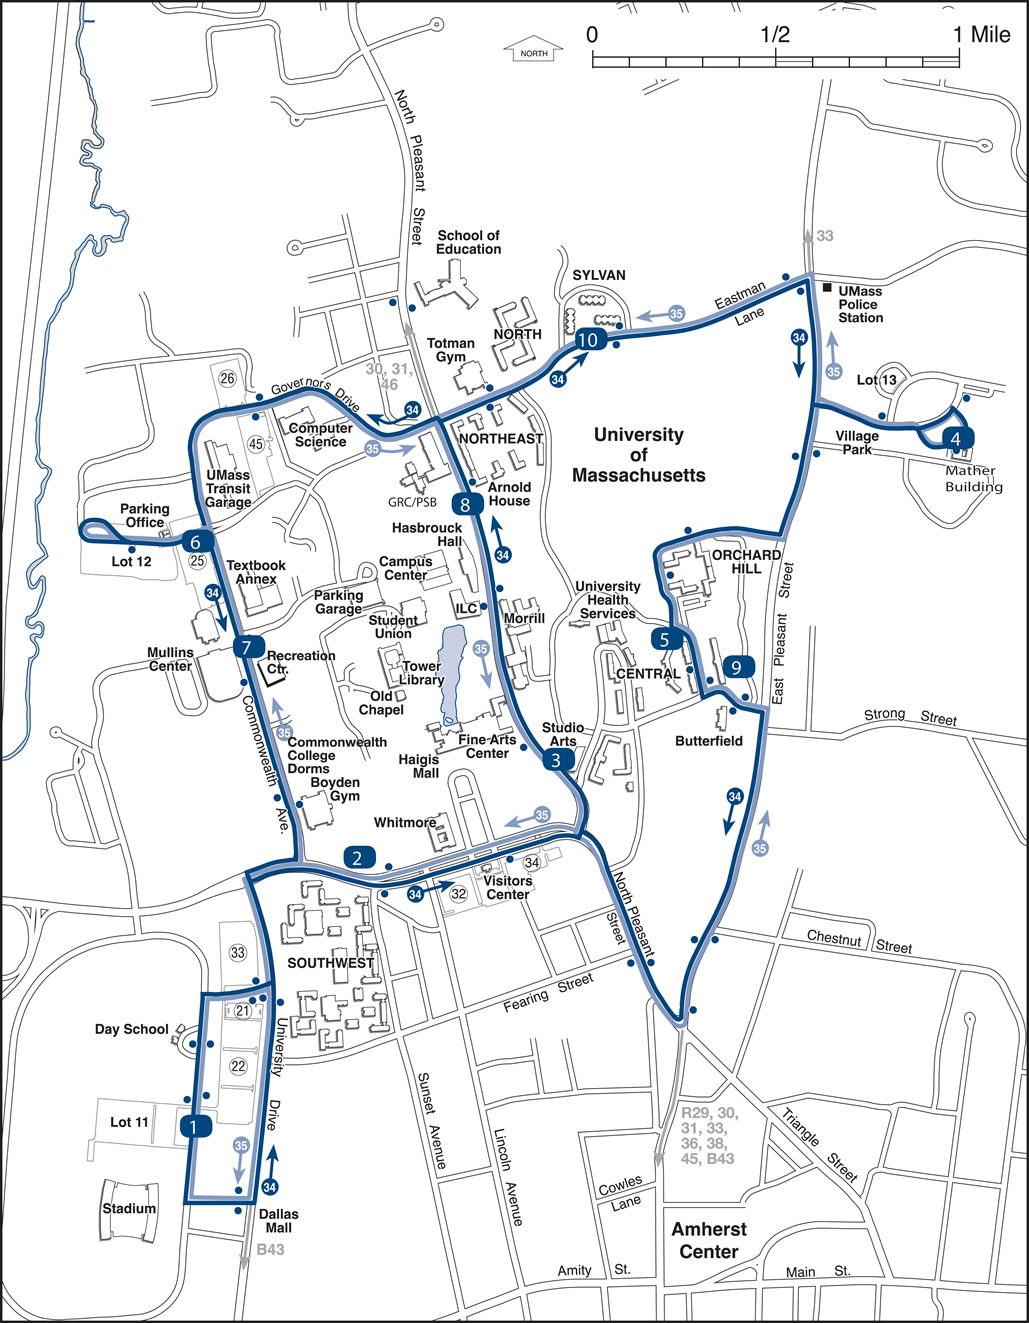 0 1/2 1 Mile
NORTH
North Pleasant Street
33
School of
Education
SYLVAN
35
Eastman
Lane
UMass
Police
Station
NORTH
10
34
35
Totman
Gym
30, 31,
46
34
Lot 13
26
Governors Drive
34
Computer
Science
35
NORTHEAST
University
of
Massachusetts
Village
Park
4
45
Mather
Building
UMass
Transit
Garage
GRC/PSB
Arnold
House
8
Parking
Office
Hasbrouck
Hall
6
34
Lot 12
25
Textbook
Annex
Campus
Center
ORCHARD
HILL
34
Parking
Garage
ILC
University
Health
Services
Student
Union
Morrill
East Pleasant Street
Mullins
Center
7
Recreation
Ctr.
35
5
Tower
Library
CENTRAL
9
Old
Chapel
Commonwealth Ave.
35
Strong Street
Commonwealth
College
Dorms
Fine Arts
Center
Studio
Arts
Butterfield
Haigis
Mall
3
Boyden
Gym
34
Whitmore
35
35
2
34
Visitors
Center
34
32
North Pleasant
Street
33
SOUTHWEST
Chestnut Street
Fearing Street
21
Day School
University Drive
22
Sunset Avenue
Lot 11
1
Lincoln Avenue
R29, 30,
31, 33,
36, 38,
45, B43
Triangle Street
35
34
Cowles
Lane
Stadium
Dallas
Mall
Amherst
Center
B43
Amity St.
Main St.